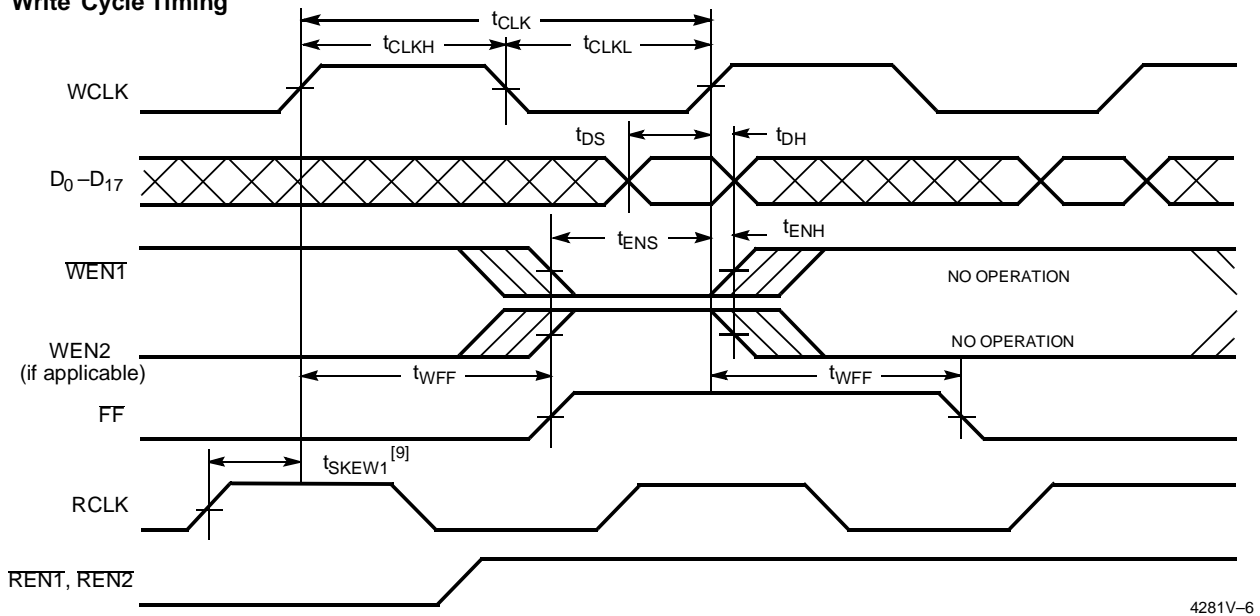 Write Cycle Timing
tCLK
tCLKH
tCLKL
WCLK
tDS
tDH
D0 –D17
tENS
tENH
WEN1
NO OPERATION
WEN2
(if applicable)
NO OPERATION
tWFF
tWFF
FF
tSKEW1 [9]
RCLK
REN1, REN2
4281V–6